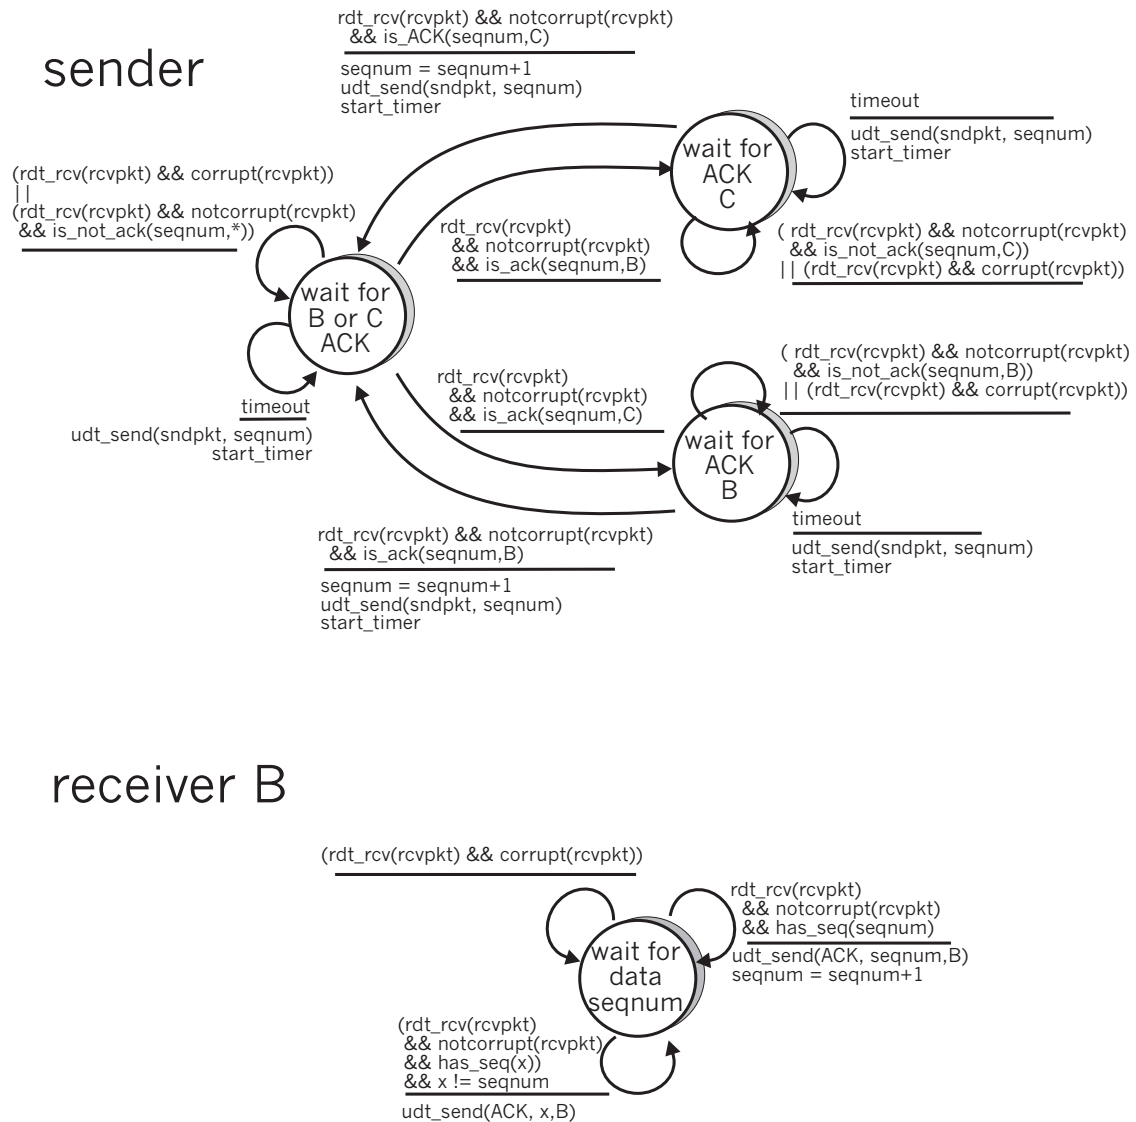 sender
rdt_rcv(rcvpkt) && notcorrupt(rcvpkt)
&& is_ACK(seqnum,C)
seqnum = seqnum+1
udt_send(sndpkt, seqnum)
start_timer
timeout
udt_send(sndpkt, seqnum)
start_timer
wait for
ACK
C
(rdt_rcv(rcvpkt) && corrupt(rcvpkt))
||
(rdt_rcv(rcvpkt) && notcorrupt(rcvpkt)
&& is_not_ack(seqnum,*))
rdt_rcv(rcvpkt)
&& notcorrupt(rcvpkt)
&& is_ack(seqnum,B)
( rdt_rcv(rcvpkt) && notcorrupt(rcvpkt)
&& is_not_ack(seqnum,C))
|| (rdt_rcv(rcvpkt) && corrupt(rcvpkt))
wait for
B or C
ACK
timeout
udt_send(sndpkt, seqnum)
start_timer
rdt_rcv(rcvpkt)
&& notcorrupt(rcvpkt)
&& is_ack(seqnum,C)
( rdt_rcv(rcvpkt) && notcorrupt(rcvpkt)
&& is_not_ack(seqnum,B))
|| (rdt_rcv(rcvpkt) && corrupt(rcvpkt))
wait for
ACK
B
timeout
udt_send(sndpkt, seqnum)
start_timer
rdt_rcv(rcvpkt) && notcorrupt(rcvpkt)
&& is_ack(seqnum,B)
seqnum = seqnum+1
udt_send(sndpkt, seqnum)
start_timer
receiver B
(rdt_rcv(rcvpkt) && corrupt(rcvpkt))
rdt_rcv(rcvpkt)
&& notcorrupt(rcvpkt)
&& has_seq(seqnum)
udt_send(ACK, seqnum,B)
seqnum = seqnum+1
wait for
data
seqnum
(rdt_rcv(rcvpkt)
&& notcorrupt(rcvpkt)
&& has_seq(x))
&& x != seqnum
udt_send(ACK, x,B)